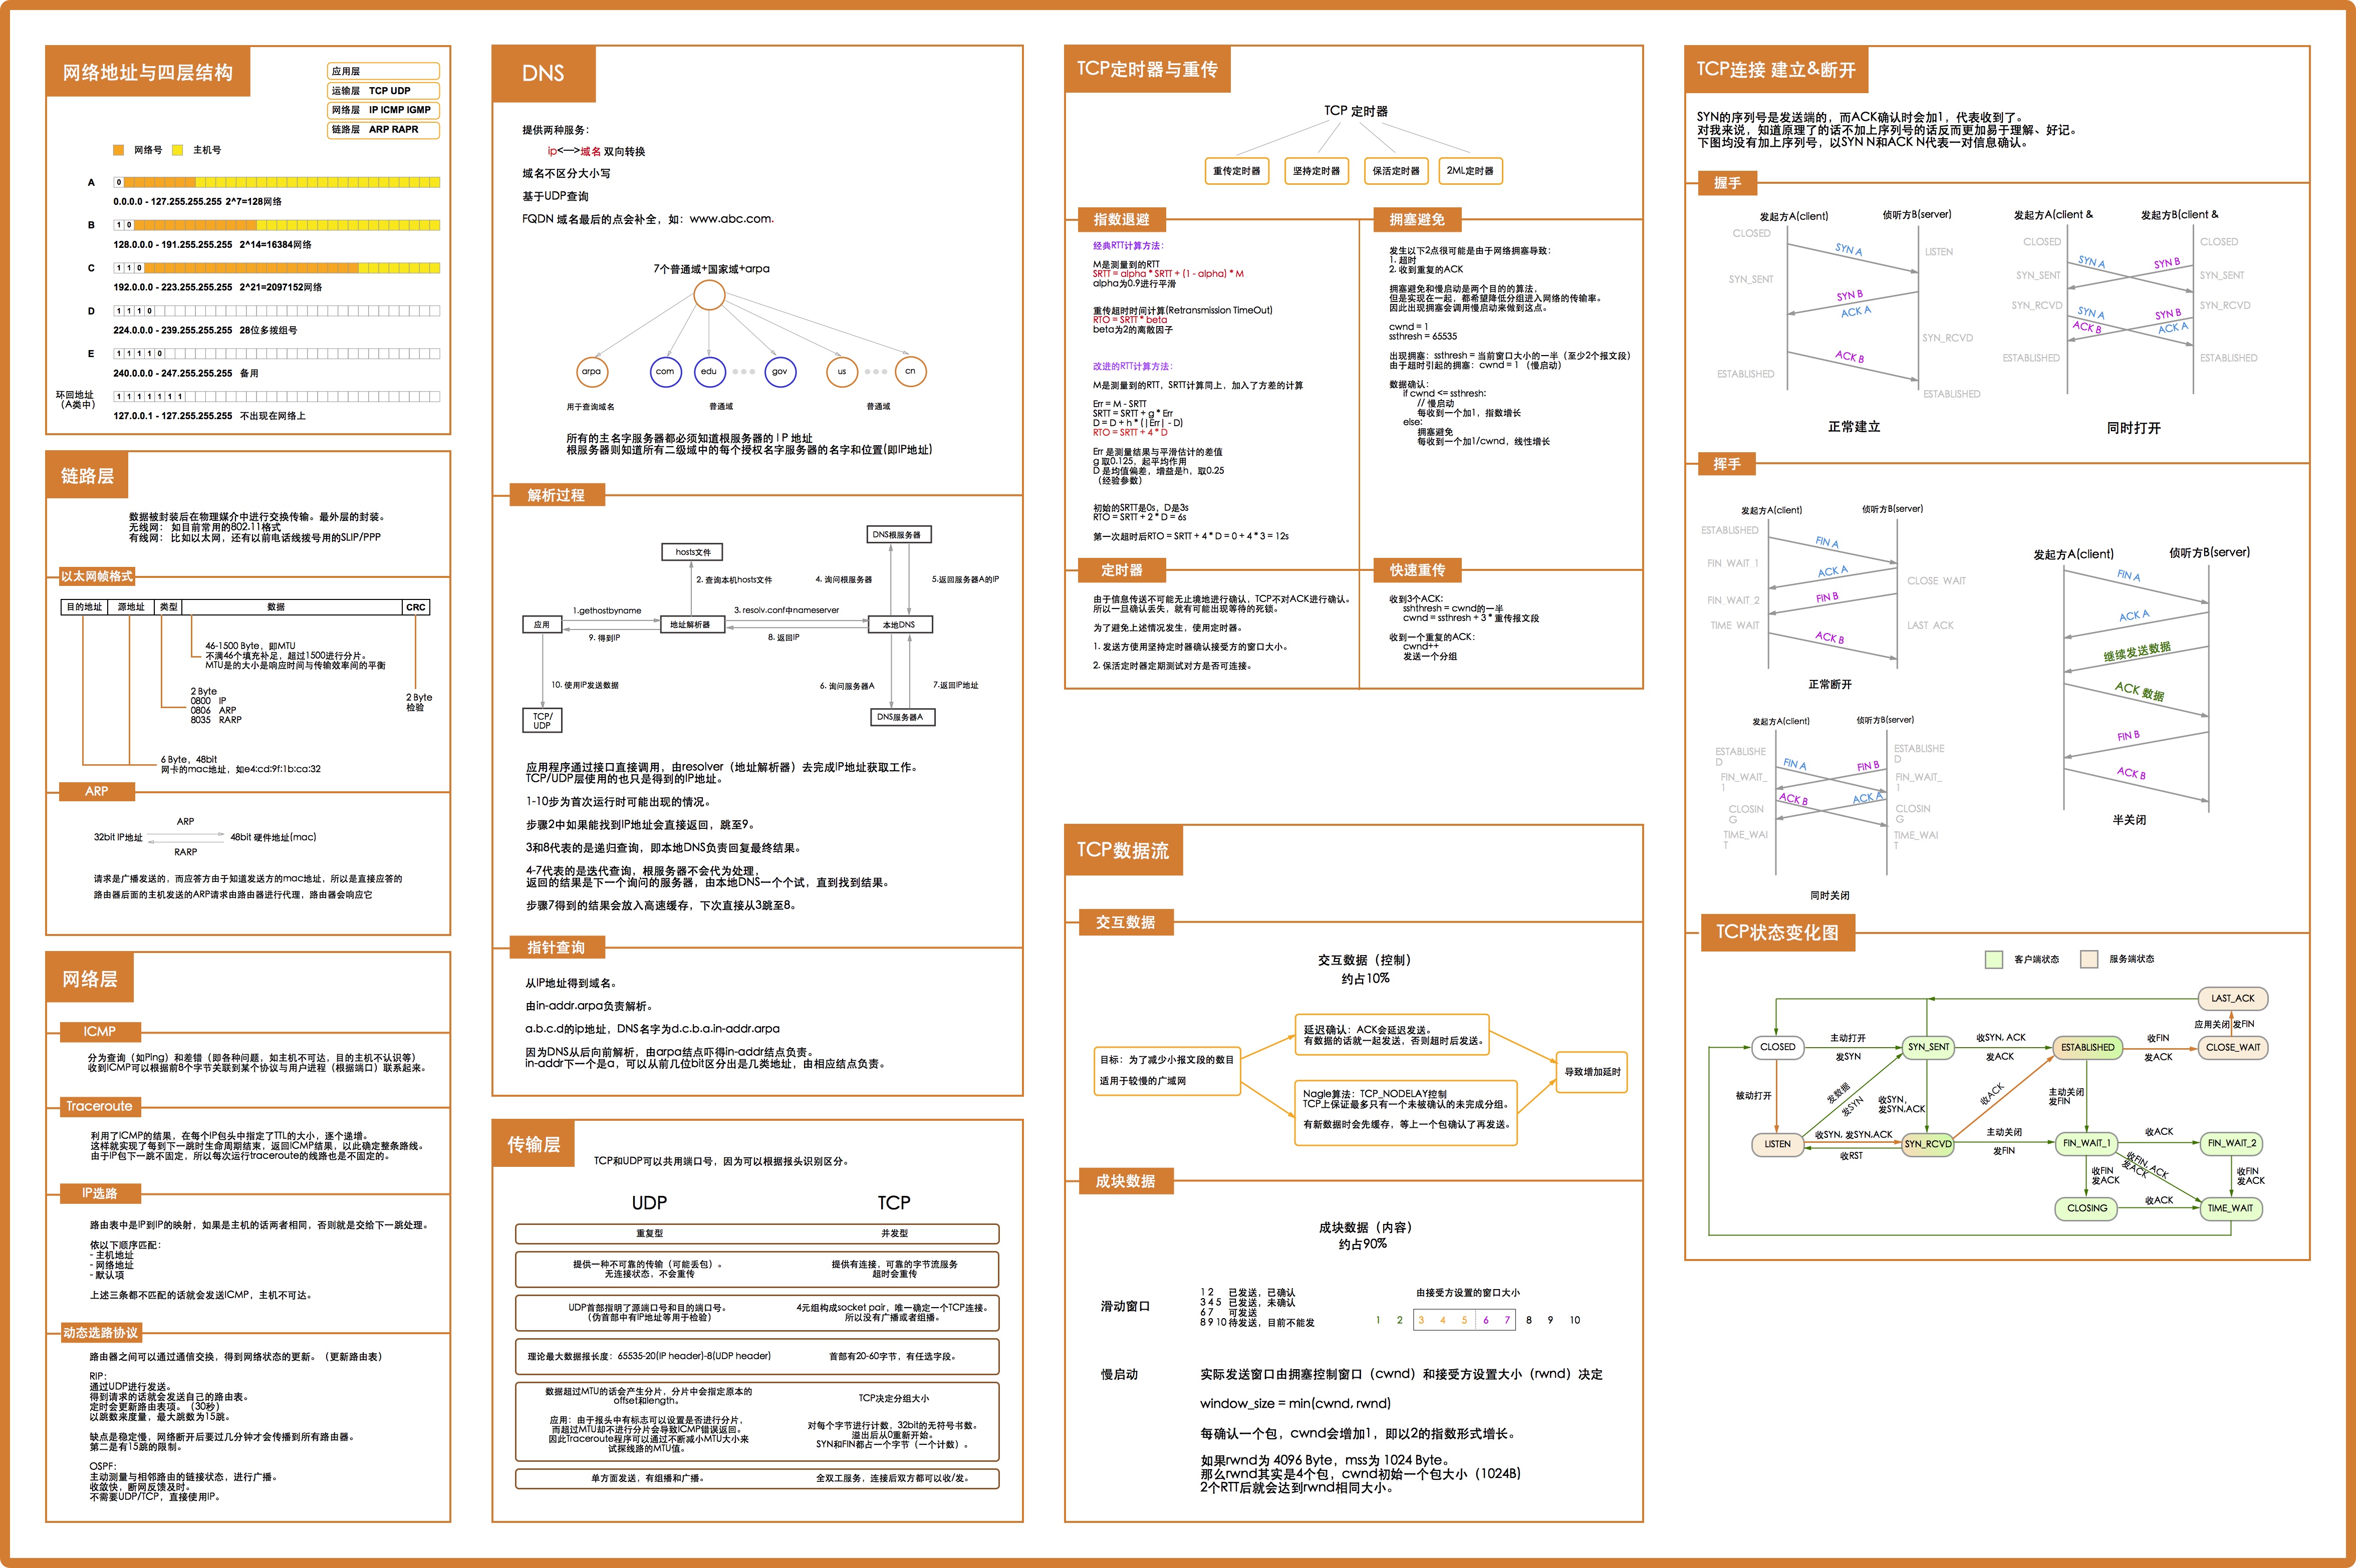 网络地址与四层结构
应用层
运输层 TCP UDP
网络层 IP ICMP IGMP
链路层 ARP RAPR
网络号 主机号
A 0
0.0.0.0 - 127.255.255.255 2^7=128网络
B 1 0
128.0.0.0 - 191.255.255.255 2^14=16384网络
C 1 1 0
192.0.0.0 - 223.255.255.255 2^21=2097152网络
D 1 1 1 0
224.0.0.0 - 239.255.255.255 28位多拨组号
E 1 1 1 1 0
240.0.0.0 - 247.255.255.255 备用
环回地址
（A类中）
1 1 1 1 1 1 1
127.0.0.1 - 127.255.255.255 不出现在网络上
链路层
数据被封装后在物理媒介中进行交换传输。最外层的封装。
无线网： 如目前常用的802.11格式
有线网： 比如以太网，还有以前电话线拨号用的SLIP/PPP
以太网帧格式
目的地址 源地址 类型 数据 CRC
46-1500 Byte，即MTU
不满46个填充补足，超过1500进行分片。
MTU是的大小是响应时间与传输效率间的平衡
2 Byte
0800 IP
0806 ARP
8035 RARP
2 Byte
检验
6 Byte，48bit
网卡的mac地址，如e4:cd:9f:1b:ca:32
ARP
ARP
32bit IP地址 48bit 硬件地址(mac)
RARP
请求是广播发送的，而应答方由于知道发送方的mac地址，所以是直接应答的
路由器后面的主机发送的ARP请求由路由器进行代理，路由器会响应它
网络层
ICMP
分为查询（如Ping）和差错（即各种问题，如主机不可达，目的主机不认识等）
收到ICMP可以根据前8个字节关联到某个协议与用户进程（根据端口）联系起来。
Traceroute
利用了ICMP的结果，在每个IP包头中指定了TTL的大小，逐个递增。
这样就实现了每到下一跳时生命周期结束，返回ICMP结果，以此确定整条路线。
由于IP包下一跳不固定，所以每次运行traceroute的线路也是不固定的。
IP选路
路由表中是IP到IP的映射，如果是主机的话两者相同，否则就是交给下一跳处理。
依以下顺序匹配：
- 主机地址
- 网络地址
- 默认项
上述三条都不匹配的话就会发送ICMP，主机不可达。
动态选路协议
路由器之间可以通过通信交换，得到网络状态的更新。（更新路由表）
RIP：
通过UDP进行发送。
得到请求的话就会发送自己的路由表。
定时会更新路由表项。（30秒）
以跳数来度量，最大跳数为15跳。
缺点是稳定慢，网络断开后要过几分钟才会传播到所有路由器。
第二是有15跳的限制。
OSPF：
主动测量与相邻路由的链接状态，进行广播。
收敛快，断网反馈及时。
不需要UDP/TCP，直接使用IP。
DNS
提供两种服务：
ip<—>域名 双向转换
域名不区分大小写
基于UDP查询
FQDN 域名最后的点会补全，如：www.abc.com.
7个普通域+国家域+arpa
arpa com edu gov us cn
用于查询域名 普通域 普通域
所有的主名字服务器都必须知道根服务器的 I P 地址
根服务器则知道所有二级域中的每个授权名字服务器的名字和位置(即IP地址)
解析过程
DNS根服务器
hosts文件
2. 查询本机hosts文件 4. 询问根服务器 5.返回服务器A的IP
1.gethostbyname 3. resolv.conf中nameserver
应用 地址解析器 本地DNS
9. 得到IP 8. 返回IP
10. 使用IP发送数据 6. 询问服务器A 7.返回IP地址
TCP/
UDP
DNS服务器A
应用程序通过接口直接调用，由resolver（地址解析器）去完成IP地址获取工作。
TCP/UDP层使用的也只是得到的IP地址。
1-10步为首次运行时可能出现的情况。
步骤2中如果能找到IP地址会直接返回，跳至9。
3和8代表的是递归查询，即本地DNS负责回复最终结果。
4-7代表的是迭代查询，根服务器不会代为处理，
返回的结果是下一个询问的服务器，由本地DNS一个个试，直到找到结果。
步骤7得到的结果会放入高速缓存，下次直接从3跳至8。
指针查询
从IP地址得到域名。
由in-addr.arpa负责解析。
a.b.c.d的ip地址，DNS名字为d.c.b.a.in-addr.arpa
因为DNS从后向前解析，由arpa结点吓得in-addr结点负责。
in-addr下一个是a，可以从前几位bit区分出是几类地址，由相应结点负责。
传输层
TCP和UDP可以共用端口号，因为可以根据报头识别区分。
UDP TCP
重复型 并发型
提供一种不可靠的传输（可能丢包）。
无连接状态，不会重传
提供有连接，可靠的字节流服务
超时会重传
UDP首部指明了源端口号和目的端口号。
（伪首部中有IP地址等用于检验）
4元组构成socket pair，唯一确定一个TCP连接。
所以没有广播或者组播。
理论最大数据报长度：65535-20(IP header)-8(UDP header)
首部有20-60字节，有任选字段。
数据超过MTU的话会产生分片，分片中会指定原本的
offset和length。
应用：由于报头中有标志可以设置是否进行分片，
而超过MTU却不进行分片会导致ICMP错误返回。
因此Traceroute程序可以通过不断减小MTU大小来
试探线路的MTU值。
TCP决定分组大小
对每个字节进行计数，32bit的无符号书数。
溢出后从0重新开始。
SYN和FIN都占一个字节（一个计数）。
单方面发送，有组播和广播。
全双工服务，连接后双方都可以收/发。
TCP定时器与重传
TCP 定时器
重传定时器 坚持定时器 保活定时器 2ML定时器
指数退避
经典RTT计算方法：
M是测量到的RTT
SRTT = alpha * SRTT + (1 - alpha) * M
alpha为0.9进行平滑
重传超时时间计算(Retransmission TimeOut)
RTO = SRTT * beta
beta为2的离散因子
改进的RTT计算方法：
M是测量到的RTT，SRTT计算同上，加入了方差的计算
Err = M - SRTT
SRTT = SRTT + g * Err
D = D + h * ( | Err | - D)
RTO = SRTT + 4 * D
Err 是测量结果与平滑估计的差值
g 取0.125，起平均作用
D 是均值偏差，增益是h，取0.25
（经验参数）
初始的SRTT是0s，D是3s
RTO = SRTT + 2 * D = 6s
第一次超时后RTO = SRTT + 4 * D = 0 + 4 * 3 = 12s
拥塞避免
发生以下2点很可能是由于网络拥塞导致：
1. 超时
2. 收到重复的ACK
拥塞避免和慢启动是两个目的的算法，
但是实现在一起，都希望降低分组进入网络的传输率。
因此出现拥塞会调用慢启动来做到这点。
cwnd = 1
ssthresh = 65535
出现拥塞：ssthresh = 当前窗口大小的一半（至少2个报文段）
由于超时引起的拥塞：cwnd = 1 （慢启动）
数据确认：
if cwnd <= ssthresh:
// 慢启动
每收到一个加1，指数增长
else:
拥塞避免
每收到一个加1/cwnd，线性增长
定时器
由于信息传送不可能无止境地进行确认，TCP不对ACK进行确认。
所以一旦确认丢失，就有可能出现等待的死锁。
为了避免上述情况发生，使用定时器。
1. 发送方使用坚持定时器确认接受方的窗口大小。
2. 保活定时器定期测试对方是否可连接。
快速重传
收到3个ACK：
sshthresh = cwnd的一半
cwnd = ssthresh + 3 * 重传报文段
收到一个重复的ACK：
cwnd++
发送一个分组
TCP数据流
交互数据
交互数据（控制）
约占10%
目标：为了减少小报文段的数目
适用于较慢的广域网
延迟确认：ACK会延迟发送。
有数据的话就一起发送，否则超时后发送。
Nagle算法：TCP_NODELAY控制
TCP上保证最多只有一个未被确认的未完成分组。
有新数据时会先缓存，等上一个包确认了再发送。
导致增加延时
成块数据
成块数据（内容）
约占90%
滑动窗口
1 2 已发送，已确认
3 4 5 已发送，未确认
6 7 可发送
8 9 10 待发送，目前不能发
由接受方设置的窗口大小
1 2 3 4 5 6 7 8 9 10
慢启动
实际发送窗口由拥塞控制窗口（cwnd）和接受方设置大小（rwnd）决定
window_size = min(cwnd, rwnd)
每确认一个包，cwnd会增加1，即以2的指数形式增长。
如果rwnd为 4096 Byte，mss为 1024 Byte。
那么rwnd其实是4个包，cwnd初始一个包大小（1024B）
2个RTT后就会达到rwnd相同大小。
TCP连接 建立&断开
SYN的序列号是发送端的，而ACK确认时会加1，代表收到了。
对我来说，知道原理了的话不加上序列号的话反而更加易于理解、好记。
下图均没有加上序列号，以SYN N和ACK N代表一对信息确认。
握手
发起方A(client) 侦听方B(server)
CLOSED
SYN A
LISTEN
SYN_SENT
SYN B
ACK A
SYN_RCVD
ACK B
ESTABLISHED
ESTABLISHED
正常建立
发起方A(client & 发起方B(client &
CLOSED CLOSED
SYN A SYN B
SYN_SENT SYN_SENT
SYN_RCVD SYN_RCVD
SYN A SYN B
ACK B ACK A
ESTABLISHED ESTABLISHED
同时打开
挥手
发起方A(client) 侦听方B(server)
ESTABLISHED
FIN A
FIN_WAIT_1
ACK A
CLOSE_WAIT
FIN_WAIT_2
FIN B
TIME_WAIT
LAST_ACK
ACK B
正常断开
发起方A(client) 侦听方B(server)
FIN A
ACK A
继续发送数据
ACK 数据
FIN B
ACK B
半关闭
发起方A(client) 侦听方B(server)
ESTABLISHE
D
ESTABLISHE
D
FIN A FIN B
FIN_WAIT_
1
FIN_WAIT_
1
ACK B ACK A
CLOSIN
G
CLOSIN
G
TIME_WAI
T
TIME_WAI
T
同时关闭
TCP状态变化图
客户端状态 服务端状态
LAST_ACK
应用关闭 发FIN
CLOSED
主动打开
发SYN
SYN_SENT
收SYN, ACK
发ACK
ESTABLISHED
收FIN
发ACK
CLOSE_WAIT
被动打开
发数据
发SYN
收SYN，
发SYN,ACK
收ACK
主动关闭
发FIN
LISTEN
收SYN, 发SYN,ACK
收RST
SYN_RCVD
主动关闭
发FIN
FIN_WAIT_1
收ACK
FIN_WAIT_2
收FIN
发ACK
收FIN, ACK
发ACK
收FIN
发ACK
CLOSING
收ACK
TIME_WAIT